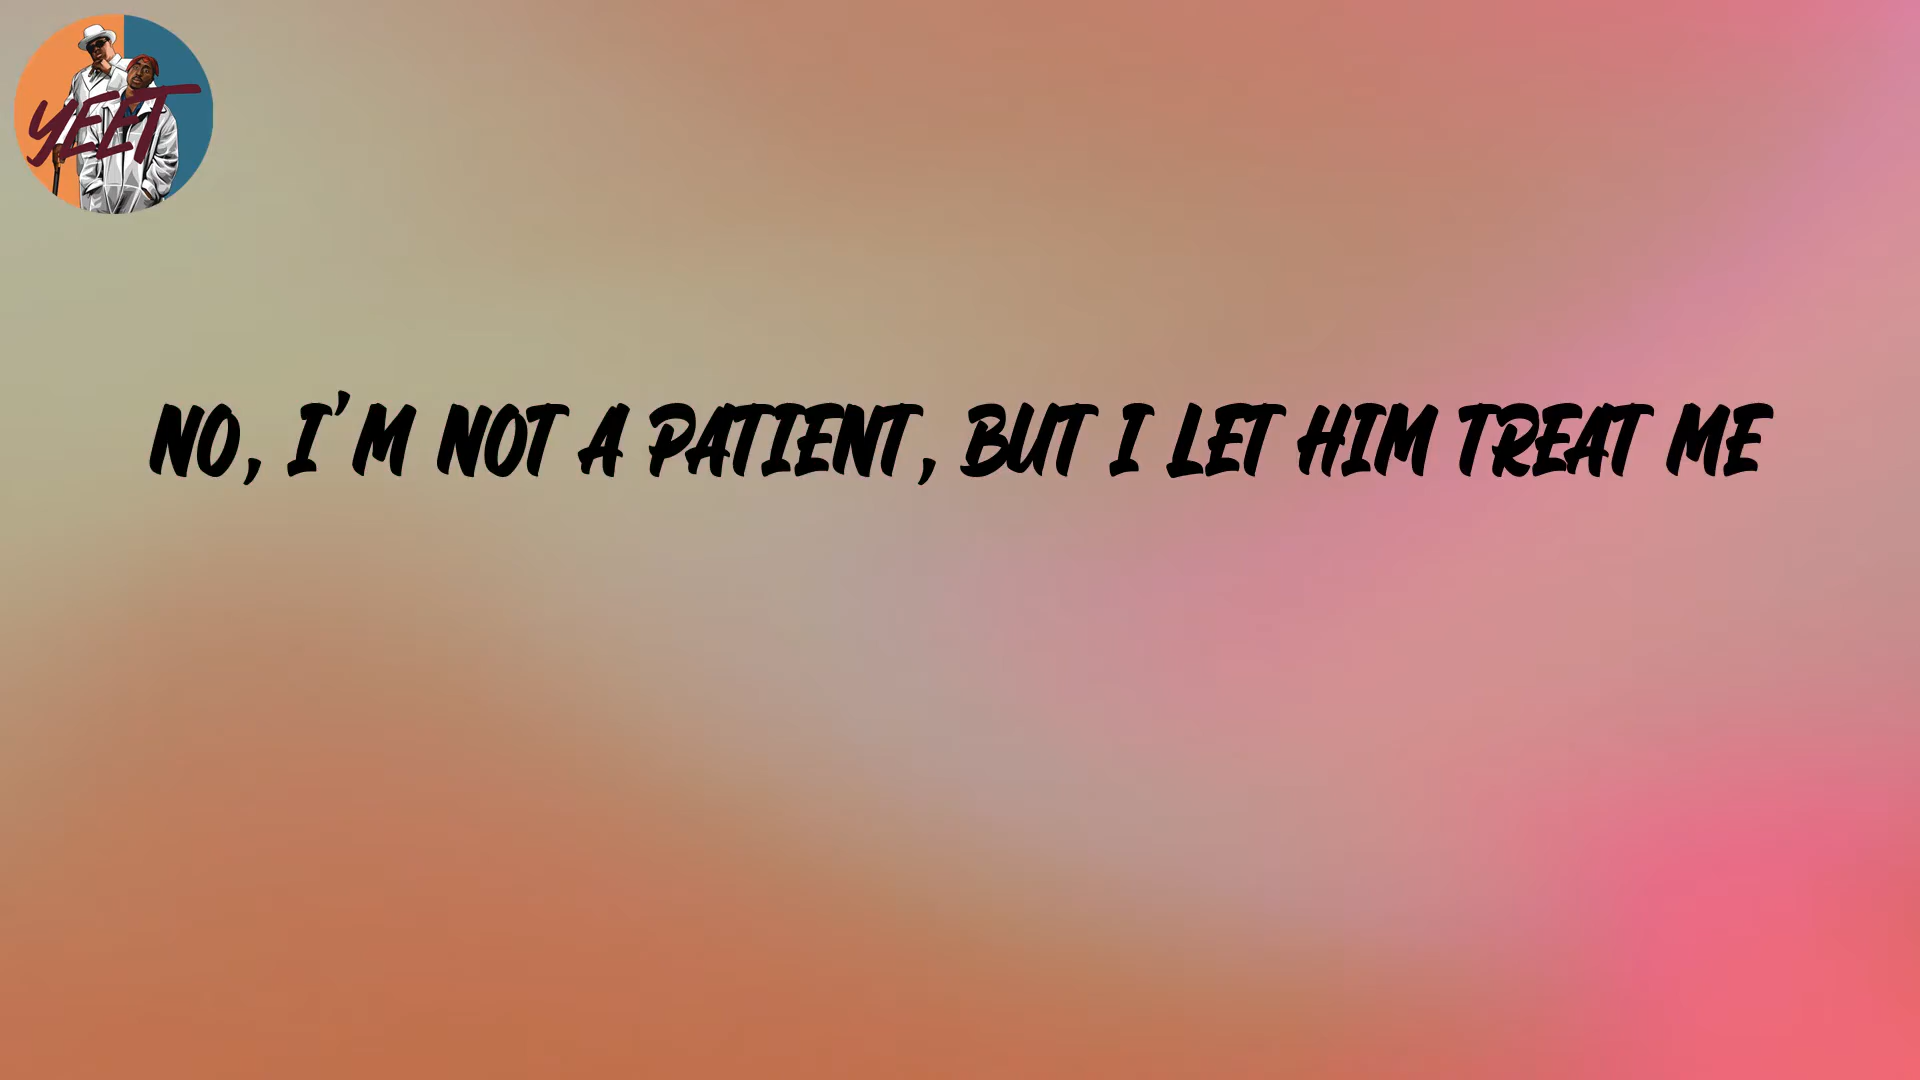 YEET
NO, I'M NOT A PATIENT, BUT I LET HIM TREAT ME